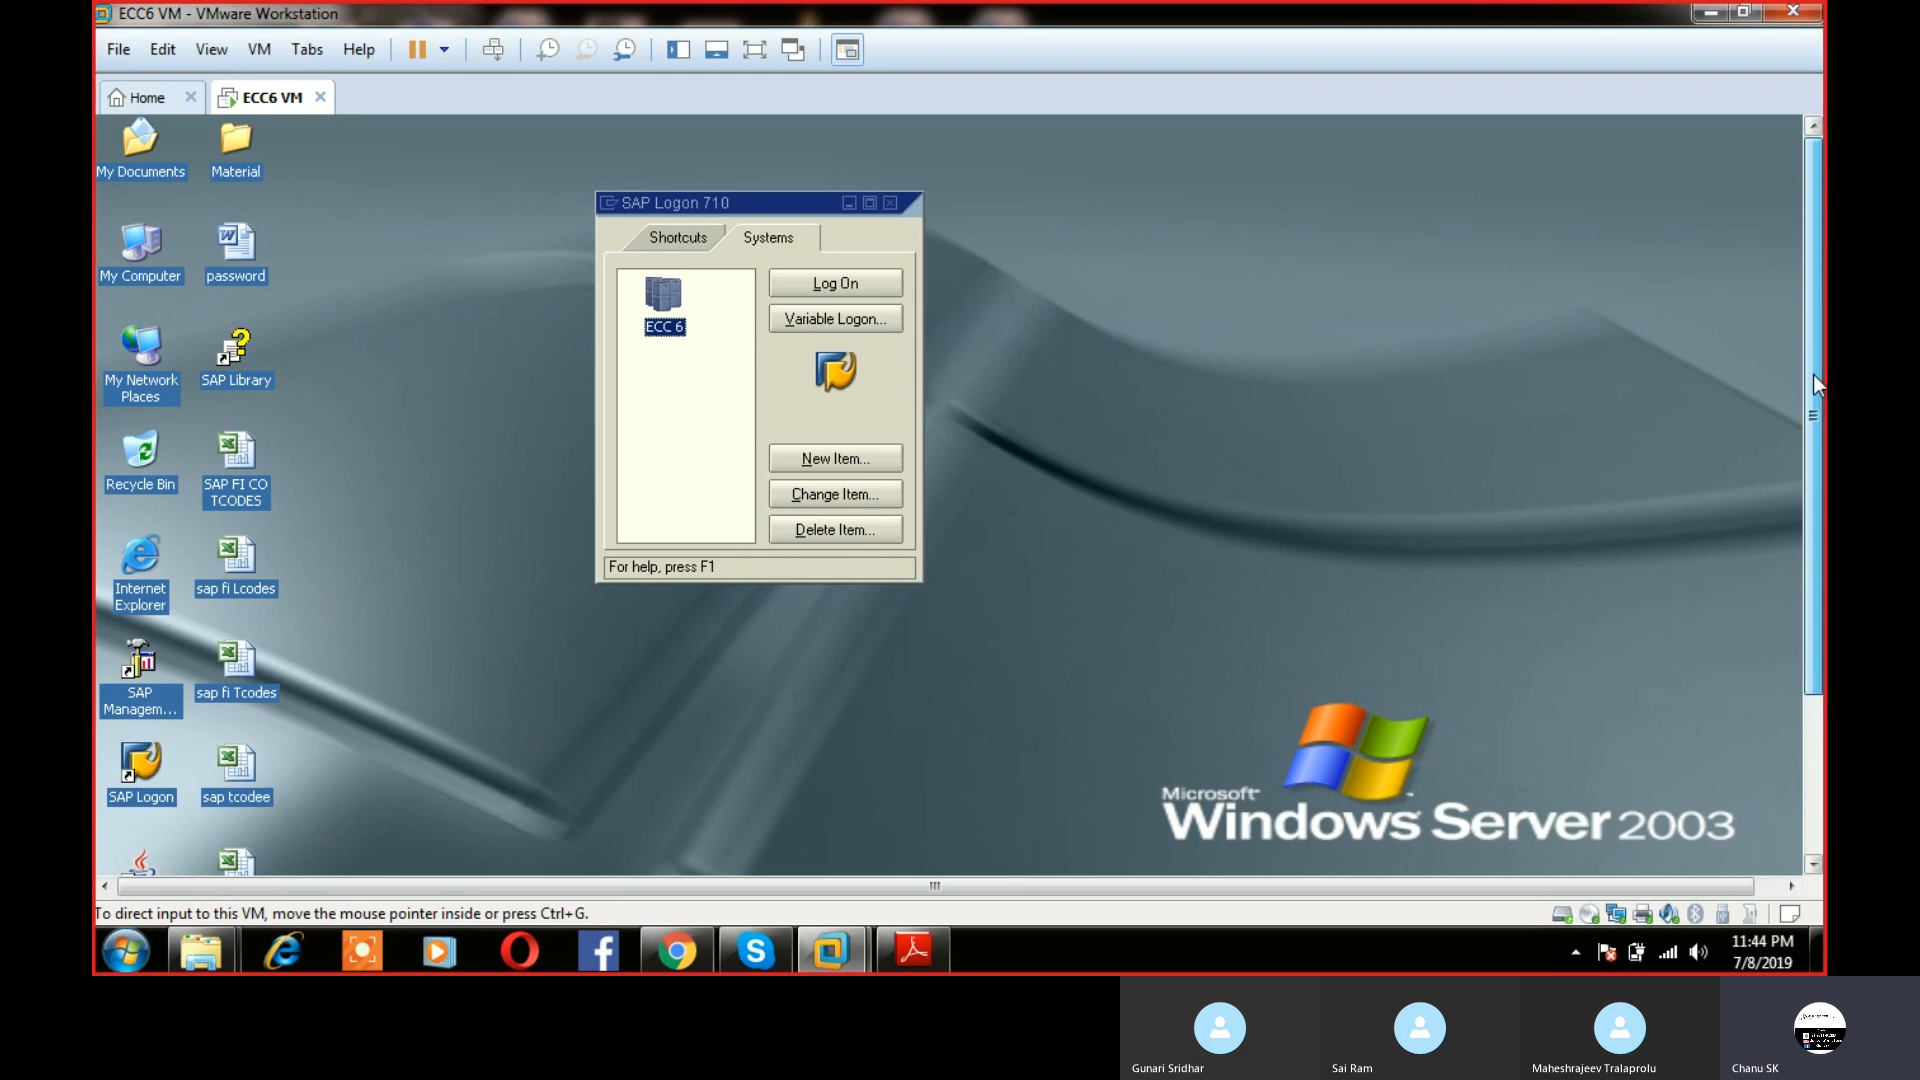 ECC6 VM - VMware Workstation
File Edit View VM Tabs Help
Home ECC6 VM
My Documents
Material
My Computer
password
My Network
Places
SAP Library
Recycle Bin
SAP FI CO
TCODES
Internet
Explorer
sap fi Lcodes
SAP
Managem...
sap fi Tcodes
SAP Logon
sap tcodee
SAP Logon 710
Shortcuts Systems
ECC 6
Log On
Variable Logon...
New Item...
Change Item...
Delete Item...
For help, press F1
Microsoft
Windows Server 2003
To direct input to this VM, move the mouse pointer inside or press Ctrl+G.
11:44 PM
7/8/2019
Gunari Sridhar
Sai Ram
Maheshrajeev Tralaprolu
Chanu SK